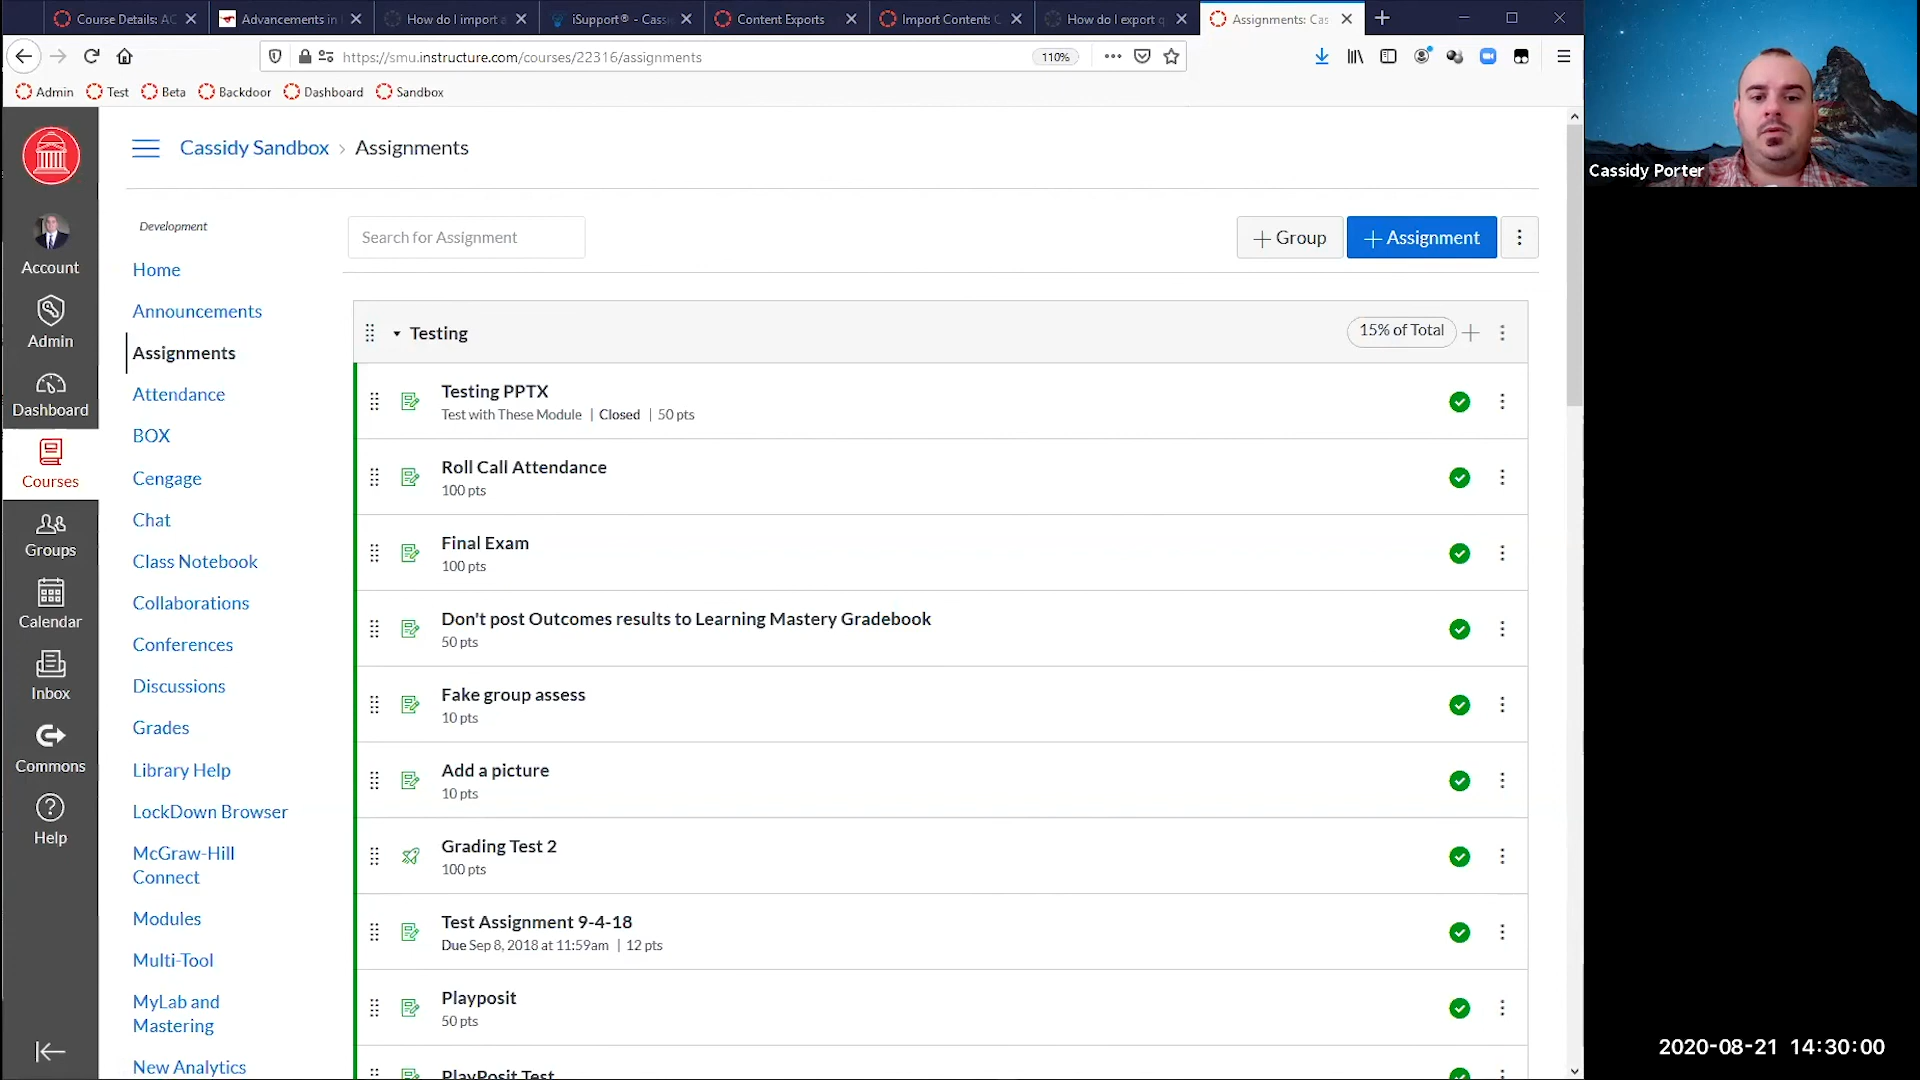 Course Details: AC
Advancements in
How do I import a
iSupport® - Cassi
Content Exports
Import Content: C
How do I export q
Assignments: Cas
https://smu.instructure.com/courses/22316/assignments
110%
Admin
Test
Beta
Backdoor
Dashboard
Sandbox
Cassidy Porter
Cassidy Sandbox › Assignments
Account
Admin
Dashboard
Courses
Groups
Calendar
Inbox
Commons
Help
Development
Home
Announcements
Assignments
Attendance
BOX
Cengage
Chat
Class Notebook
Collaborations
Conferences
Discussions
Grades
Library Help
LockDown Browser
McGraw-Hill
Connect
Modules
Multi-Tool
MyLab and
Mastering
New Analytics
Search for Assignment
+ Group
+ Assignment
Testing
15% of Total
Testing PPTX
Test with These Module | Closed | 50 pts
Roll Call Attendance
100 pts
Final Exam
100 pts
Don't post Outcomes results to Learning Mastery Gradebook
50 pts
Fake group assess
10 pts
Add a picture
10 pts
Grading Test 2
100 pts
Test Assignment 9-4-18
Due Sep 8, 2018 at 11:59am | 12 pts
Playposit
50 pts
PlayPosit Test
2020-08-21 14:30:00